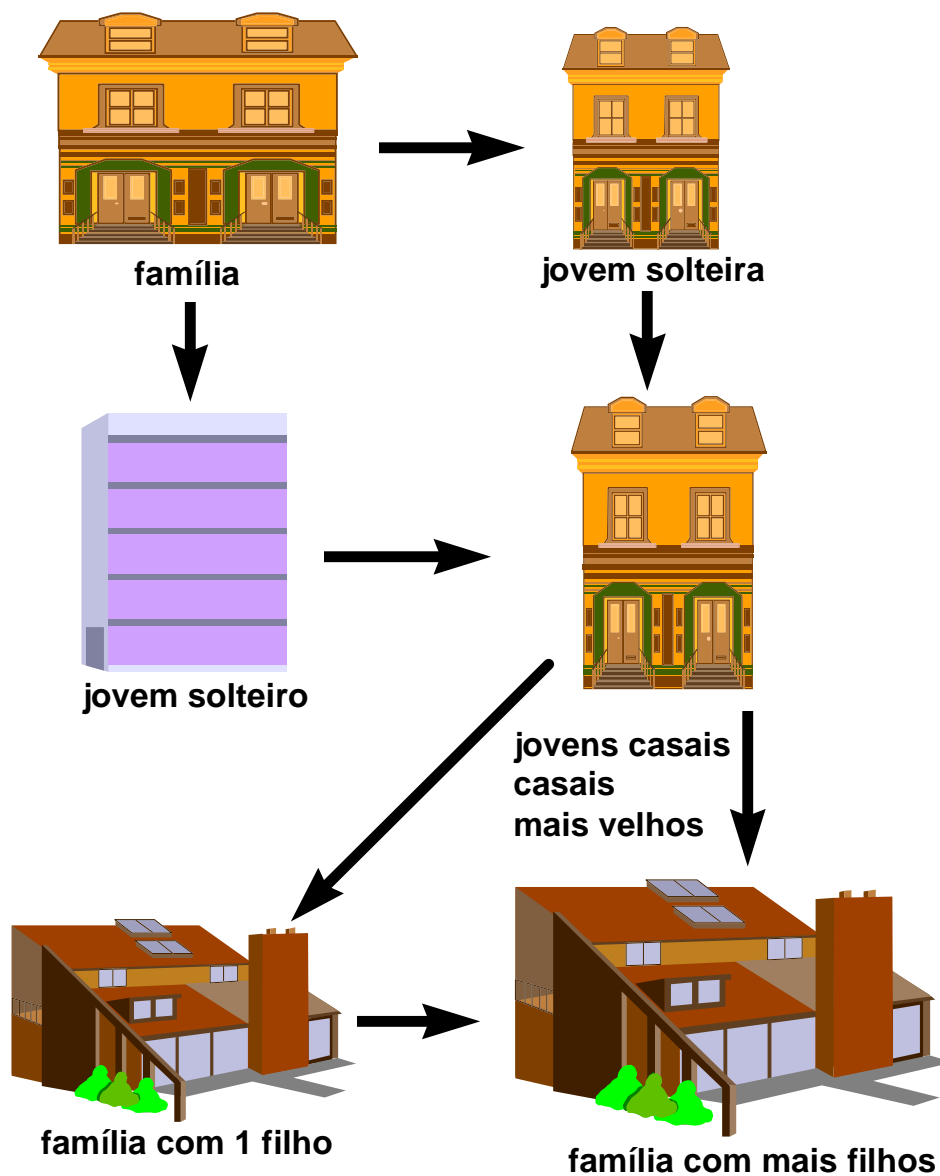 família
jovem solteira
jovem solteiro
jovens casais
casais
mais velhos
família com 1 filho
família com mais filhos